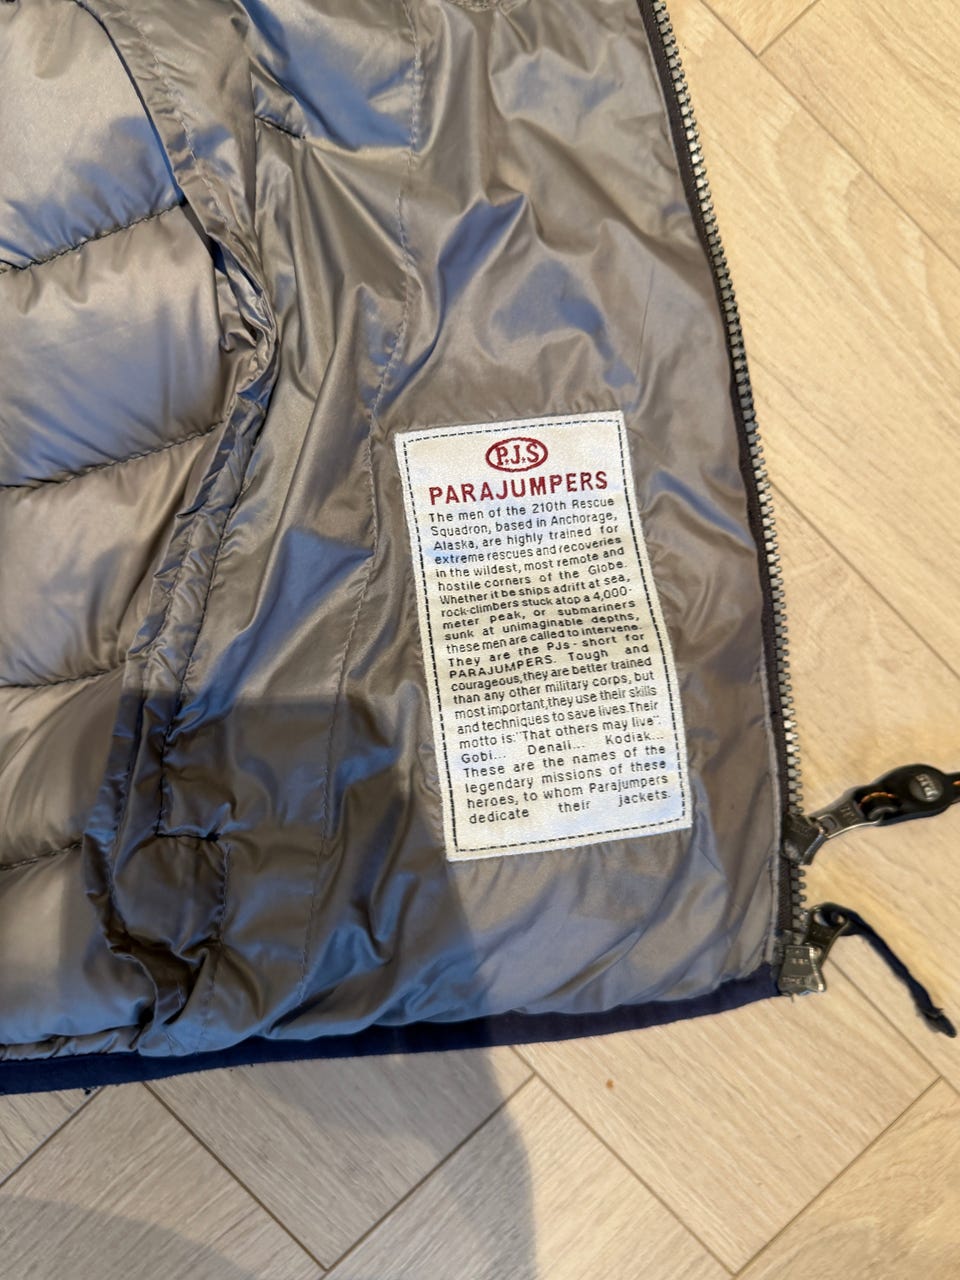 P.J.S
PARAJUMPERS
The men of the 210th Rescue
Squadron, based in Anchorage,
Alaska, are highly trained for
extreme rescues and recoveries
in the wildest, most remote and
hostile corners of the Globe.
Whether it be ships adrift at sea,
rock-climbers stuck atop a 4,000-
meter peak, or submariners
sunk at unimaginable depths,
these men are called to intervene.
They are the PJs - short for
PARAJUMPERS. Tough and
courageous, they are better trained
than any other military corps, but
most important, they use their skills
and techniques to save lives. Their
motto is: "That others may live".
Gobi... Denali... Kodiak...
These are the names of the
legendary missions of these
heroes, to whom Parajumpers
dedicate their jackets.